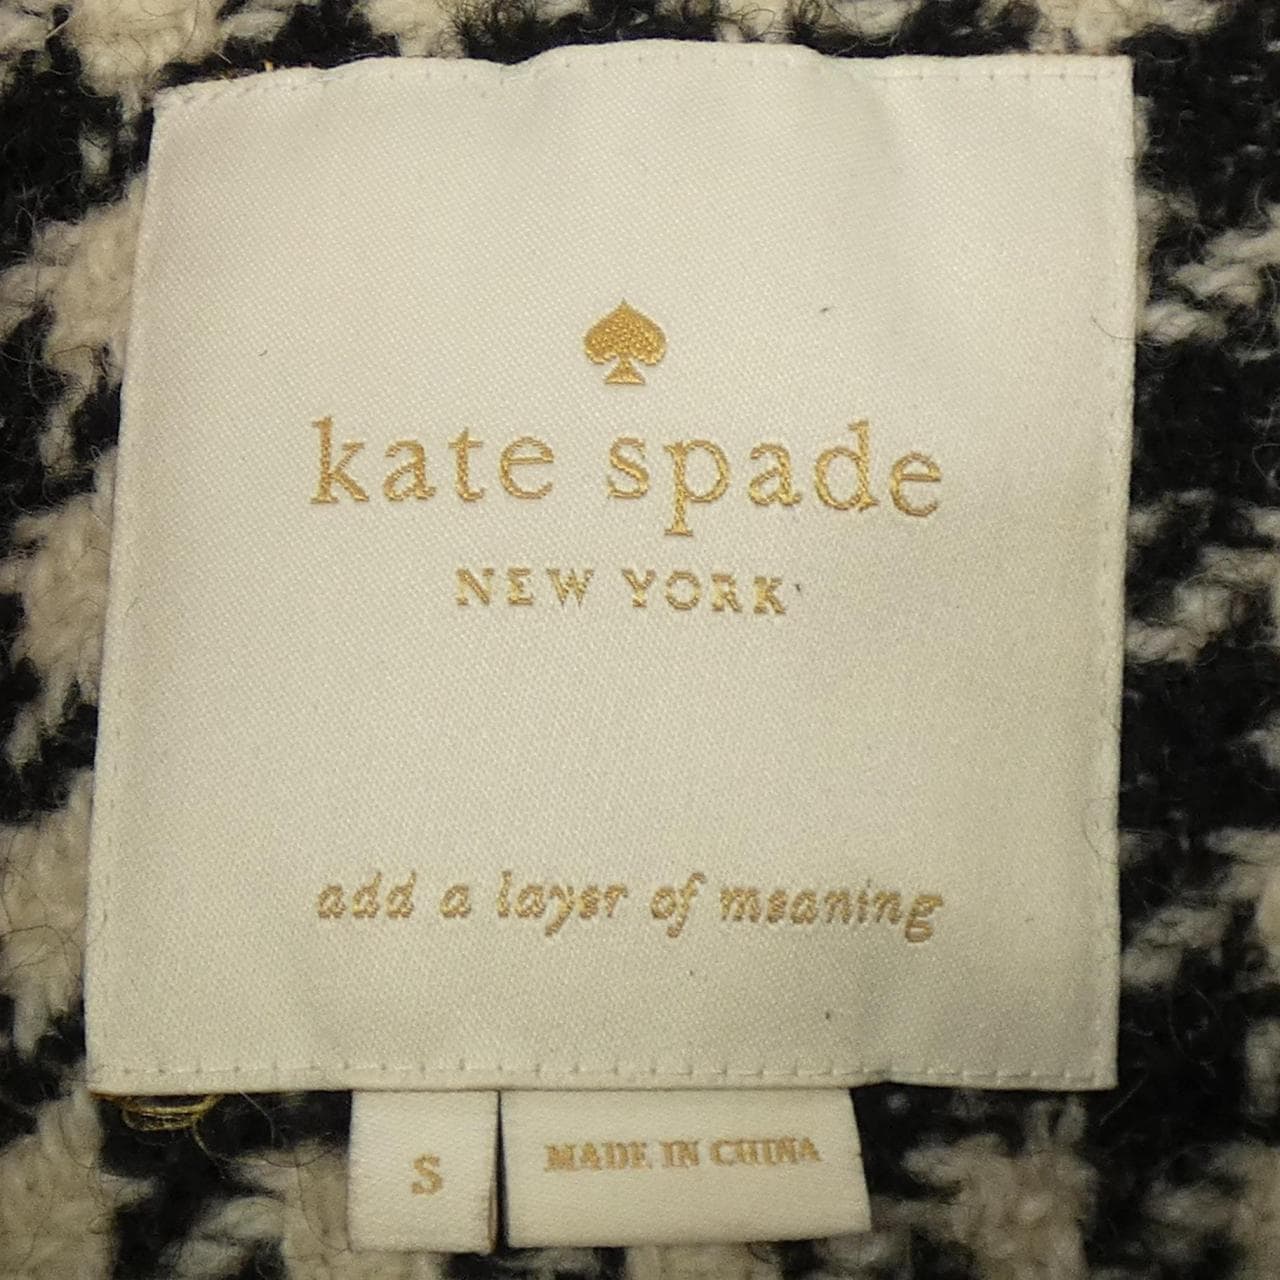 kate spade
NEW YORK
add a layer of meaning
S
MADE IN CHINA